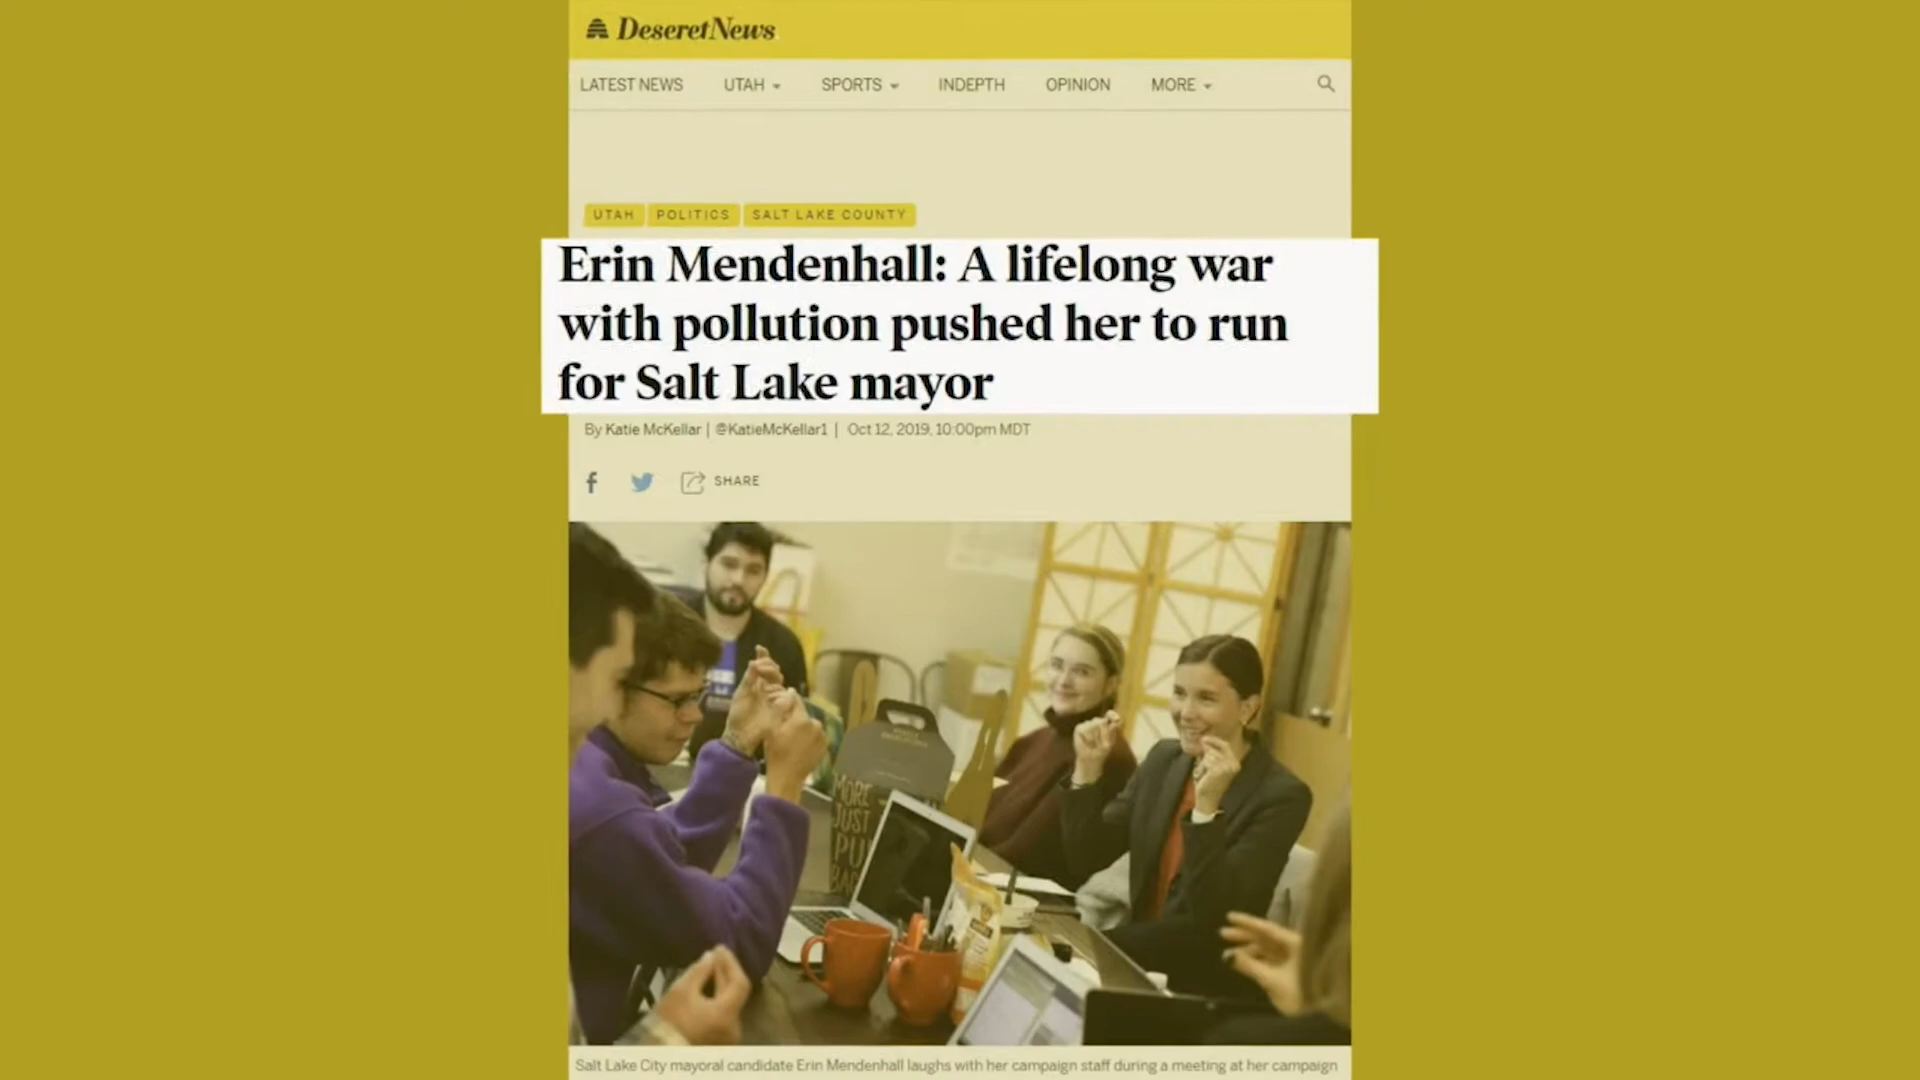 DeseretNews
LATEST NEWS UTAH SPORTS INDEPTH OPINION MORE
UTAH POLITICS SALT LAKE COUNTY
Erin Mendenhall: A lifelong war
with pollution pushed her to run
for Salt Lake mayor
By Katie McKellar | @KatieMcKellar1 | Oct 12, 2019, 10:00pm MDT
SHARE
MORE
JUST
PU
BAG
Salt Lake City mayoral candidate Erin Mendenhall laughs with her campaign staff during a meeting at her campaign